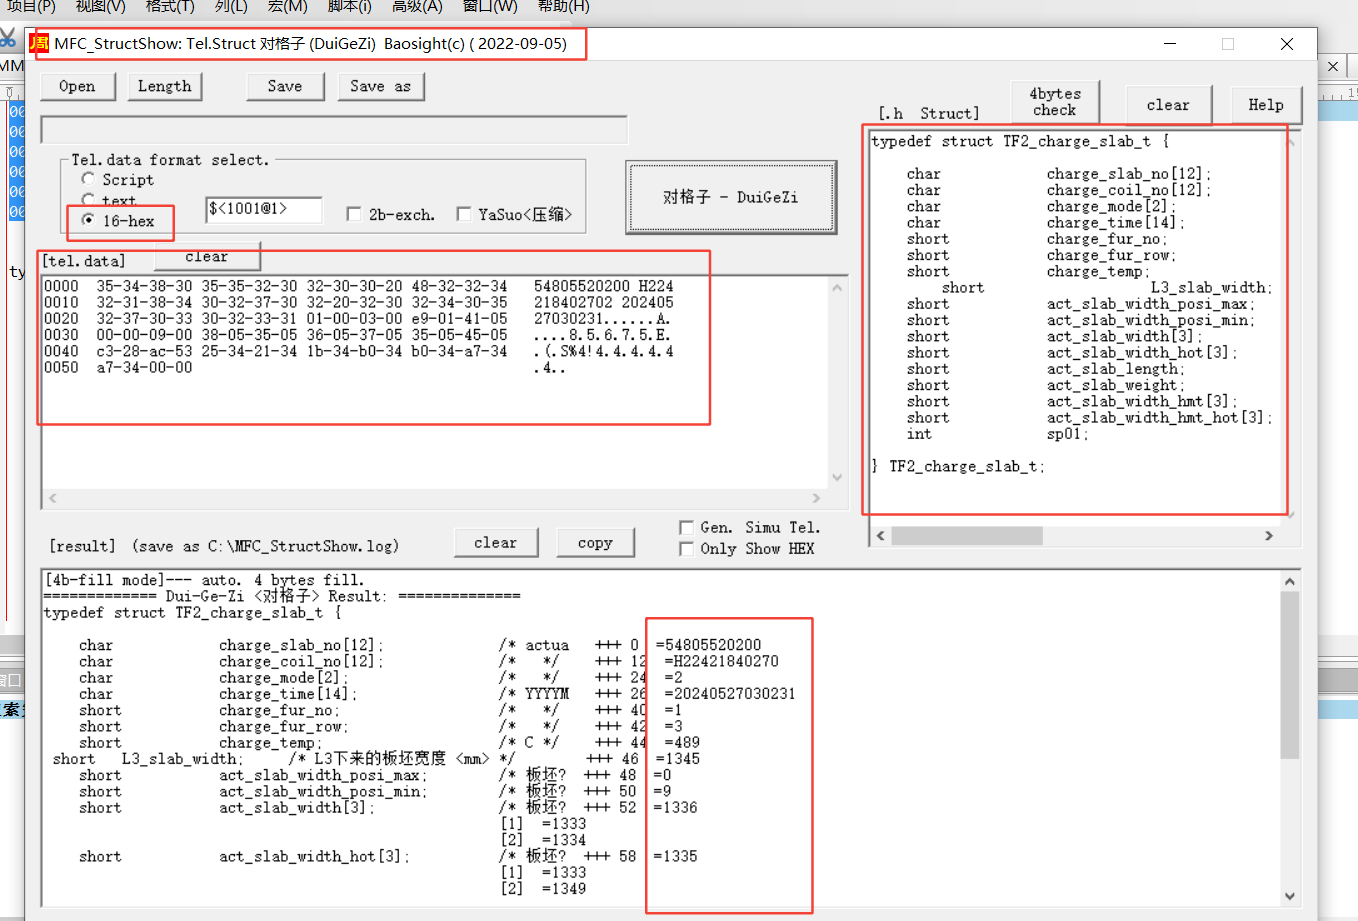 项目(P) 视图(V) 格式(T) 列(L) 宏(M) 脚本(i) 高级(A) 窗口(W) 帮助(H)
MFC_StructShow: Tel.Struct 对格子 (DuiGeZi) Baosight(c) ( 2022-09-05)
Open Length Save Save as
[.h Struct] 4bytes check clear Help
Tel.data format select.
Script
text
16-hex
$<1001@1> 2b-exch. YaSuo<压缩>
对格子 - DuiGeZi
[tel.data] clear
0000 35-34-38-30 35-35-32-30 32-30-30-20 48-32-32-34 54805520200 H224
0010 32-31-38-34 30-32-37-30 32-20-32-30 32-34-30-35 218402702 202405
0020 32-37-30-33 30-32-33-31 01-00-03-00 e9-01-41-05 27030231......A.
0030 00-00-09-00 38-05-35-05 36-05-37-05 35-05-45-05 ....8.5.6.7.5.E.
0040 c3-28-ac-53 25-34-21-34 1b-34-b0-34 b0-34-a7-34 .(.S%4!4.4.4.4.4
0050 a7-34-00-00 .4..
typedef struct TF2_charge_slab_t {
char charge_slab_no[12];
char charge_coil_no[12];
char charge_mode[2];
char charge_time[14];
short charge_fur_no;
short charge_fur_row;
short charge_temp;
short L3_slab_width;
short act_slab_width_posi_max;
short act_slab_width_posi_min;
short act_slab_width[3];
short act_slab_width_hot[3];
short act_slab_length;
short act_slab_weight;
short act_slab_width_hmt[3];
short act_slab_width_hmt_hot[3];
int sp01;
} TF2_charge_slab_t;
[result] (save as C:\MFC_StructShow.log) clear copy
Gen. Simu Tel.
Only Show HEX
[4b-fill mode]--- auto. 4 bytes fill.
============= Dui-Ge-Zi <对格子> Result: ==============
typedef struct TF2_charge_slab_t {
char charge_slab_no[12]; /* actua +++ 0 =54805520200
char charge_coil_no[12]; /* */ +++ 12 =H22421840270
char charge_mode[2]; /* */ +++ 24 =2
char charge_time[14]; /* YYYYM +++ 26 =20240527030231
short charge_fur_no; /* */ +++ 40 =1
short charge_fur_row; /* */ +++ 42 =3
short charge_temp; /* C */ +++ 44 =489
short L3_slab_width; /* L3下来的板坯宽度 <mm> */ +++ 46 =1345
short act_slab_width_posi_max; /* 板坯? +++ 48 =0
short act_slab_width_posi_min; /* 板坯? +++ 50 =9
short act_slab_width[3]; /* 板坯? +++ 52 =1336
[1] =1333
[2] =1334
short act_slab_width_hot[3]; /* 板坯? +++ 58 =1335
[1] =1333
[2] =1349